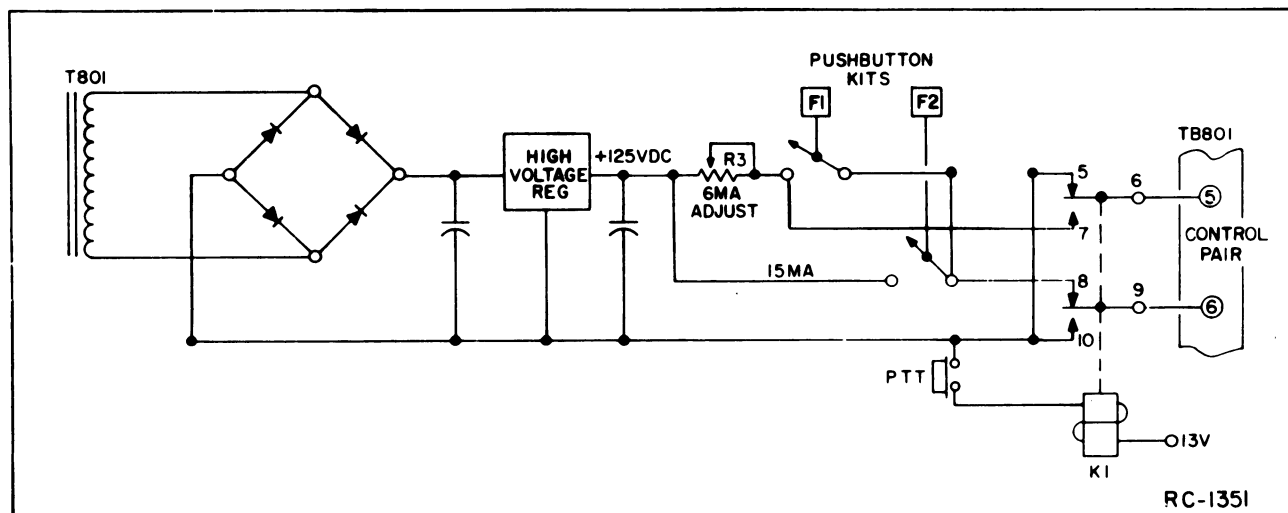 T801
PUSHBUTTON
KITS
F1
F2
TB801
HIGH
VOLTAGE
REG
+125VDC
R3
6MA
ADJUST
5
6
5
7
CONTROL
PAIR
15MA
8
9
6
10
PTT
13V
K1
RC-1351